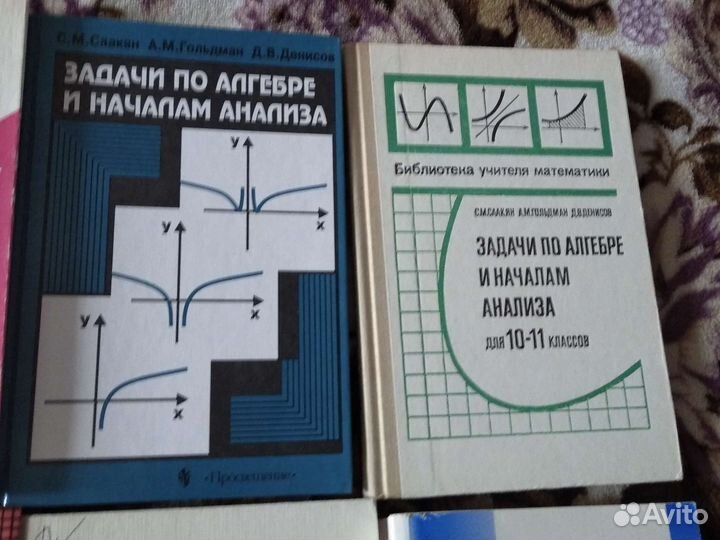 С.М.Саакян А.М.Гольдман Д.В.Денисов
ЗАДАЧИ ПО АЛГЕБРЕ
И НАЧАЛАМ АНАЛИЗА
У
Х
У
Х
У
Х
«Просвещение»
Библиотека учителя математики
С.М.СААКЯН А.М.ГОЛЬДМАН Д.В.ДЕНИСОВ
ЗАДАЧИ ПО АЛГЕБРЕ
И НАЧАЛАМ
АНАЛИЗА
ДЛЯ 10-11 КЛАССОВ
Avito